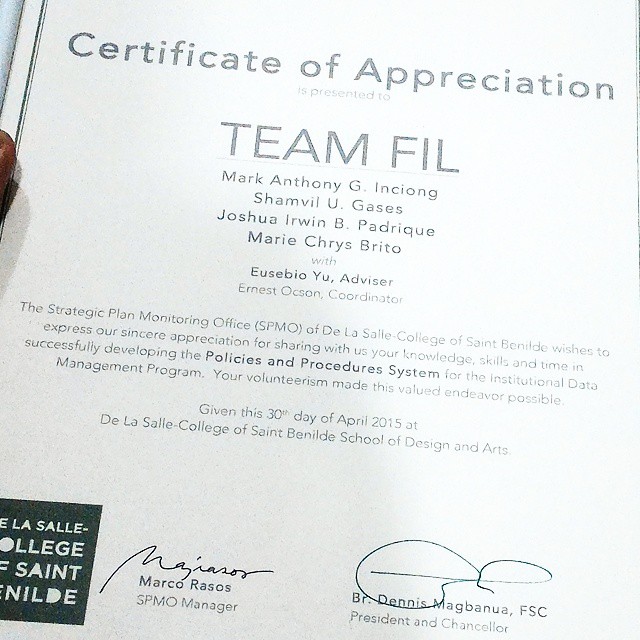 Certificate of Appreciation
is presented to
TEAM FIL
Mark Anthony G. Inciong
Shamvil U. Gases
Joshua Irwin B. Padrique
Marie Chrys Brito
with
Eusebio Yu, Adviser
Ernest Ocson, Coordinator
The Strategic Plan Monitoring Office (SPMO) of De La Salle-College of Saint Benilde wishes to
express our sincere appreciation for sharing with us your knowledge, skills and time in
successfully developing the Policies and Procedures System for the Institutional Data
Management Program. Your volunteerism made this valued endeavor possible.
Given this 30th day of April 2015 at
De La Salle-College of Saint Benilde School of Design and Arts.
E LA SALLE-
OLLEGE
F SAINT
ENILDE
Marco Rasos
SPMO Manager
Br. Dennis Magbanua, FSC
President and Chancellor